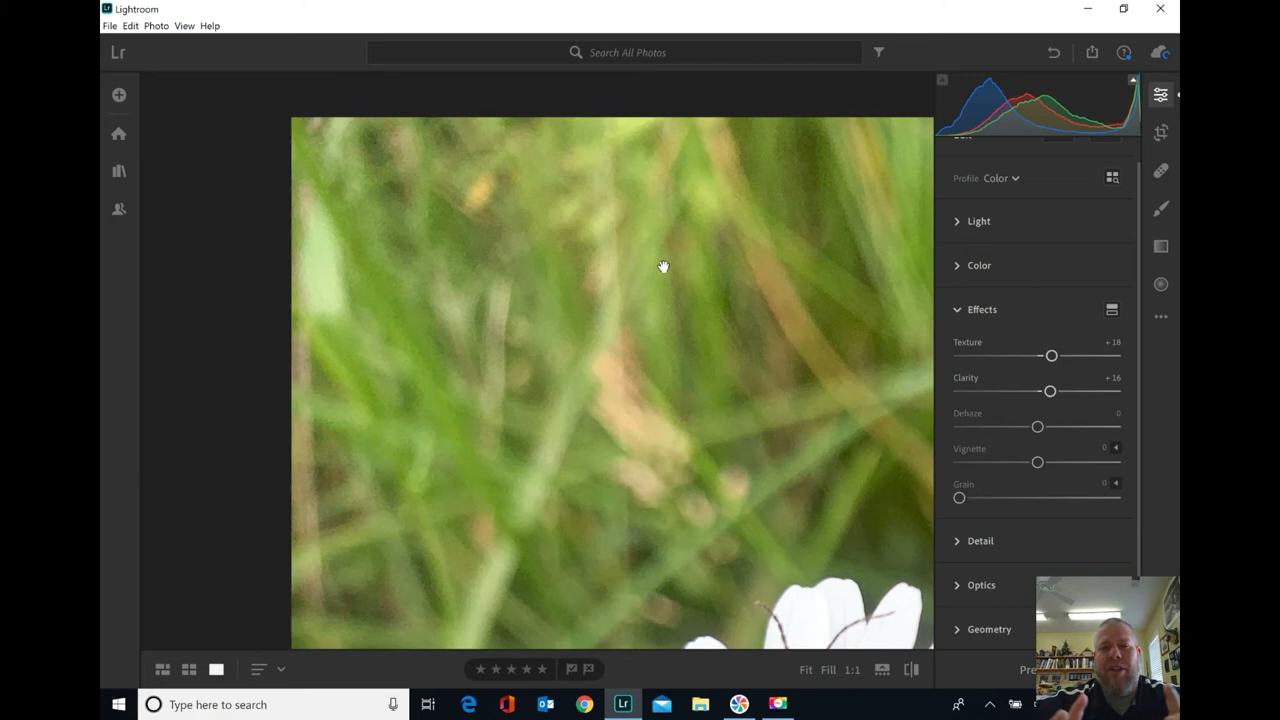 Lightroom
File Edit Photo View Help
Lr Search All Photos
Profile Color
Light
Color
Effects
Texture + 18
Clarity + 16
Dehaze 0
Vignette 0
Grain 0
Detail
Optics
Geometry
Fit Fill 1:1
Type here to search
Lr